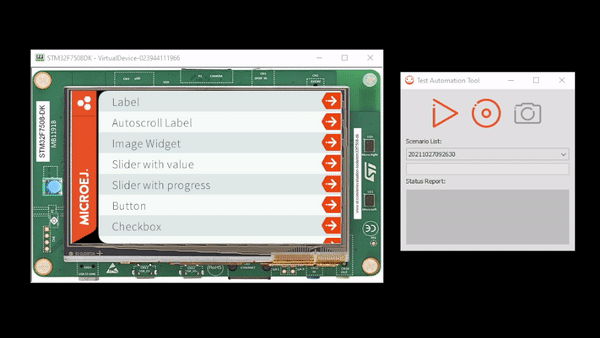 STM32F7508DK - VirtualDevice-023944111966
STM32F7508-DK
MB1191B
MICROEJ.
Label
Autoscroll Label
Image Widget
Slider with value
Slider with progress
Button
Checkbox
Test Automation Tool
Scenario List:
20211027092630
Status Report: